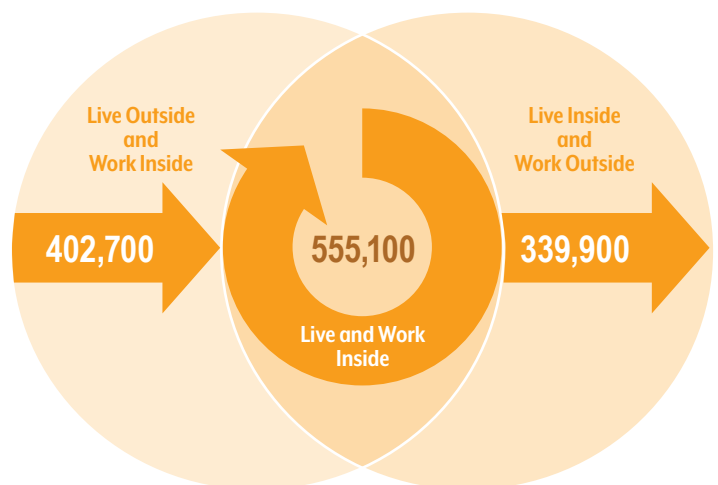 Live Outside
and
Work Inside
402,700
555,100
Live and Work
Inside
Live Inside
and
Work Outside
339,900